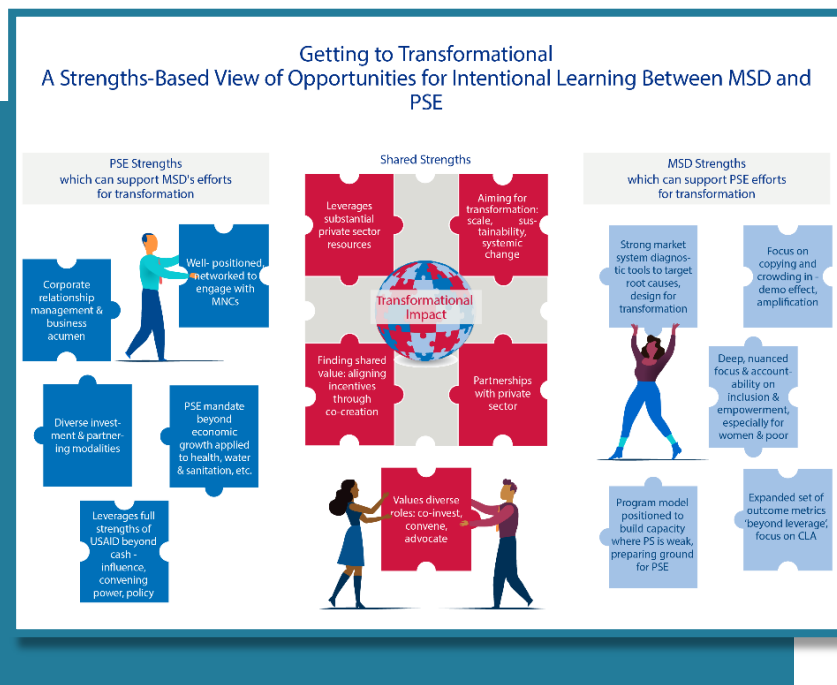 Getting to Transformational
A Strengths-Based View of Opportunities for Intentional Learning Between MSD and
PSE
PSE Strengths
which can support MSD's efforts
for transformation
Corporate
relationship
management &
business
acumen
Well- positioned,
networked to
engage with
MNCs
Diverse invest-
ment & partner-
ing modalities
PSE mandate
beyond
economic
growth applied
to health, water
& sanitation, etc.
Leverages full
strengths of
USAID beyond
cash -
influence,
convening
power, policy
Shared Strengths
Leverages
substantial
private sector
resources
Aiming for
transformation:
scale, sus-
tainability,
systemic
change
Transformational
Impact
Finding shared
value: aligning
incentives
through
co-creation
Partnerships
with private
sector
Values diverse
roles: co-invest,
convene,
advocate
MSD Strengths
which can support PSE efforts
for transformation
Strong market
system diagnos-
tic tools to target
root causes,
design for
transformation
Focus on
copying and
crowding in -
demo effect,
amplification
Deep, nuanced
focus & account-
ability on
inclusion &
empowerment,
especially for
women & poor
Program model
positioned to
build capacity
where PS is weak,
preparing ground
for PSE
Expanded set of
outcome metrics
'beyond leverage',
focus on CLA